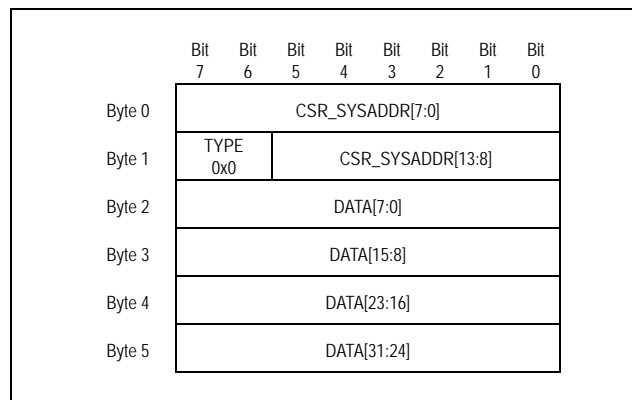 Bit Bit Bit Bit Bit Bit Bit Bit
7 6 5 4 3 2 1 0
Byte 0 CSR_SYSADDR[7:0]
Byte 1 TYPE 0x0 CSR_SYSADDR[13:8]
Byte 2 DATA[7:0]
Byte 3 DATA[15:8]
Byte 4 DATA[23:16]
Byte 5 DATA[31:24]